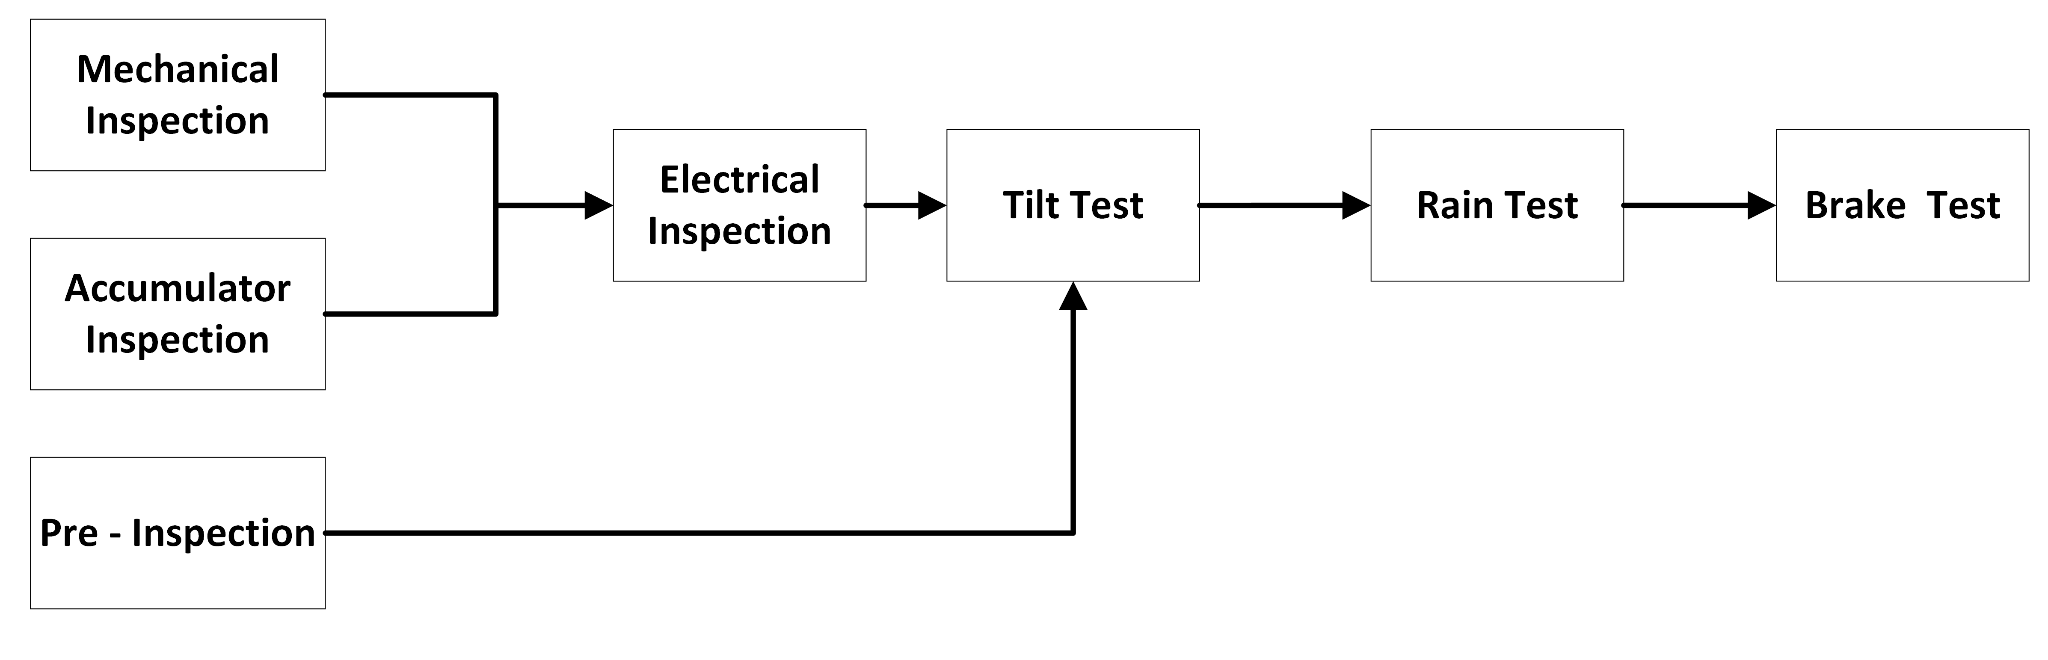 Mechanical
Inspection
Accumulator
Inspection
Pre - Inspection
Electrical
Inspection
Tilt Test
Rain Test
Brake  Test